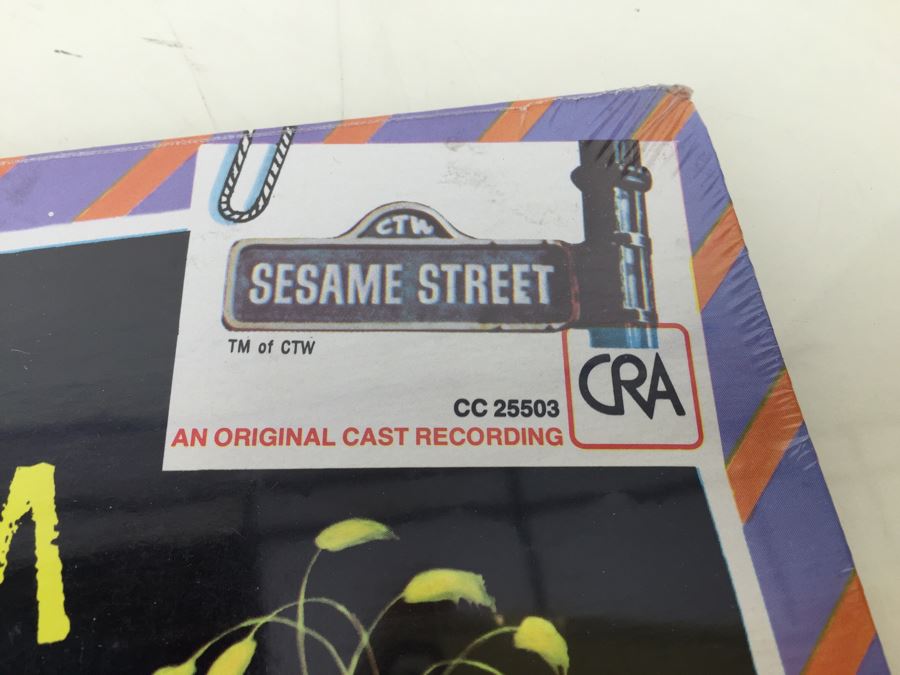 CTW
SESAME STREET
TM of CTW
CRA
CC 25503
AN ORIGINAL CAST RECORDING